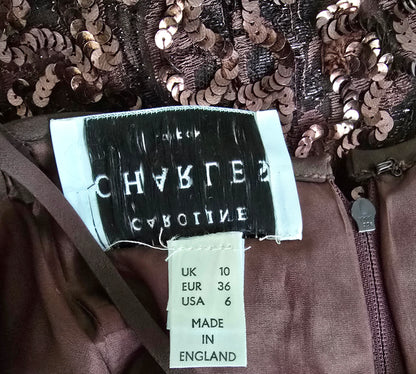 CAROLINE
CHARLES
UK 10
EUR 36
USA 6
MADE
IN
ENGLAND